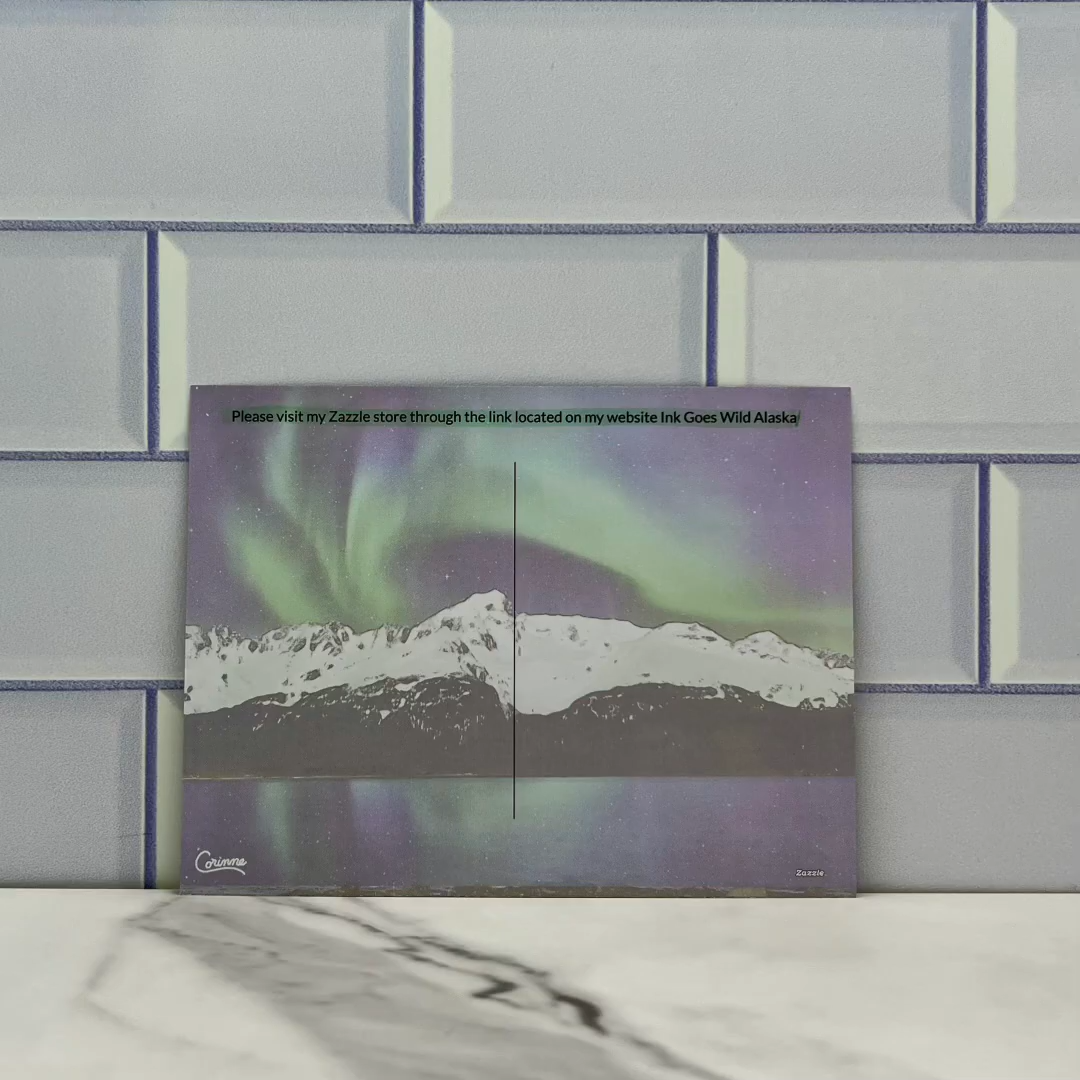 Please visit my Zazzle store through the link located on my website Ink Goes Wild Alaska
Corinne
Zazzle